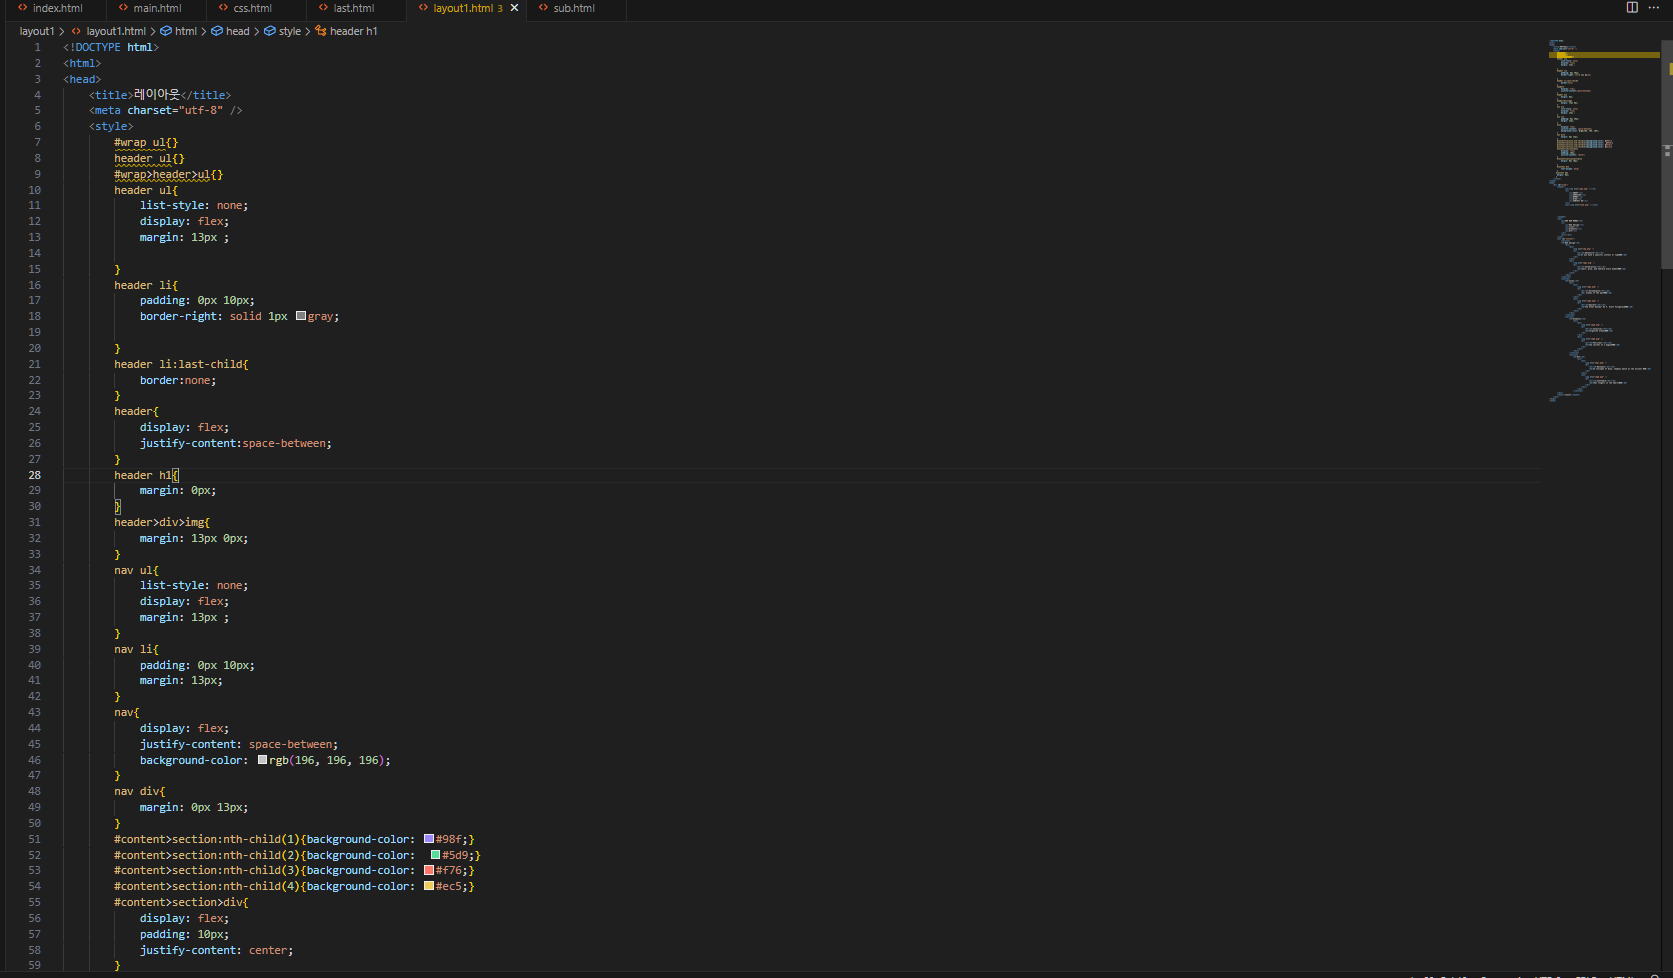 index.html main.html css.html last.html layout1.html 3 sub.html
layout1 > layout1.html > html > head > style > header h1
1 <!DOCTYPE html>
2 <html>
3 <head>
4 <title>레이아웃</title>
5 <meta charset="utf-8" />
6 <style>
7 #wrap ul{}
8 header ul{}
9 #wrap>header>ul{}
10 header ul{
11 list-style: none;
12 display: flex;
13 margin: 13px ;
14
15 }
16 header li{
17 padding: 0px 10px;
18 border-right: solid 1px gray;
19
20 }
21 header li:last-child{
22 border:none;
23 }
24 header{
25 display: flex;
26 justify-content:space-between;
27 }
28 header h1{
29 margin: 0px;
30 }
31 header>div>img{
32 margin: 13px 0px;
33 }
34 nav ul{
35 list-style: none;
36 display: flex;
37 margin: 13px ;
38 }
39 nav li{
40 padding: 0px 10px;
41 margin: 13px;
42 }
43 nav{
44 display: flex;
45 justify-content: space-between;
46 background-color: rgb(196, 196, 196);
47 }
48 nav div{
49 margin: 0px 13px;
50 }
51 #content>section:nth-child(1){background-color: #98f;}
52 #content>section:nth-child(2){background-color: #5d9;}
53 #content>section:nth-child(3){background-color: #f76;}
54 #content>section:nth-child(4){background-color: #ec5;}
55 #content>section>div{
56 display: flex;
57 padding: 10px;
58 justify-content: center;
59 }